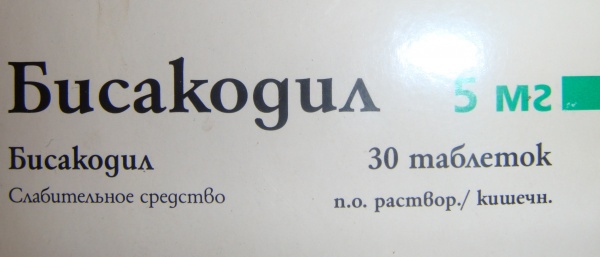 Бисакодил 5 мг
Бисакодил 30 таблеток
Слабительное средство п.о. раствор./ кишечн.